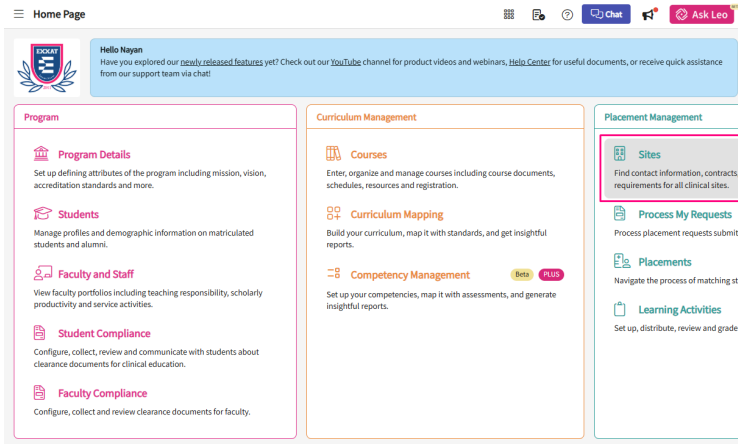 Home Page
Chat
Ask Leo
EXXAT
Hello Nayan
Have you explored our newly released features yet? Check out our YouTube channel for product videos and webinars, Help Center for useful documents, or receive quick assistance
from our support team via chat!
Program
Program Details
Set up defining attributes of the program including mission, vision,
accreditation standards and more.
Students
Manage profiles and demographic information on matriculated
students and alumni.
Faculty and Staff
View faculty portfolios including teaching responsibility, scholarly
productivity and service activities.
Student Compliance
Configure, collect, review and communicate with students about
clearance documents for clinical education.
Faculty Compliance
Configure, collect and review clearance documents for faculty.
Curriculum Management
Courses
Enter, organize and manage courses including course documents,
schedules, resources and registration.
Curriculum Mapping
Build your curriculum, map it with standards, and get insightful
reports.
Competency Management Beta PLUS
Set up your competencies, map it with assessments, and generate
insightful reports.
Placement Management
Sites
Find contact information, contracts
requirements for all clinical sites.
Process My Requests
Process placement requests submit
Placements
Navigate the process of matching st
Learning Activities
Set up, distribute, review and grade